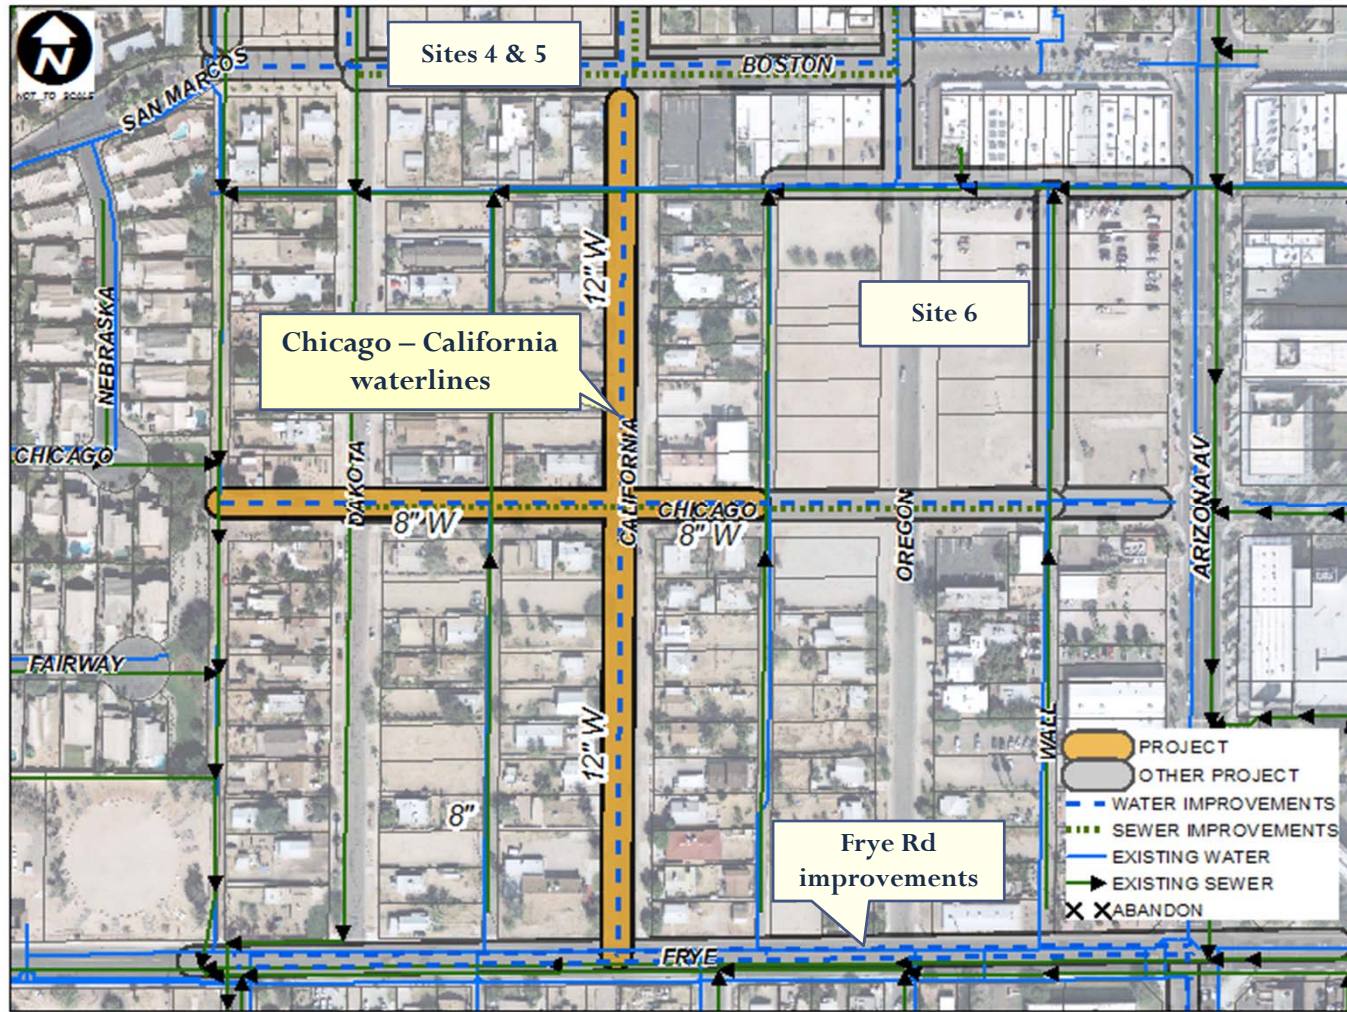 N
NOT TO SCALE
SAN MARCOS
Sites 4 & 5
BOSTON
NEBRASKA
12" W
Site 6
Chicago – California
waterlines
CHICAGO
DAKOTA
CALIFORNIA
8" W
CHICAGO
8" W
OREGON
ARIZONA AV
FAIRWAY
12" W
WALL
8"
PROJECT
OTHER PROJECT
WATER IMPROVEMENTS
SEWER IMPROVEMENTS
EXISTING WATER
EXISTING SEWER
ABANDON
Frye Rd
improvements
FRYE